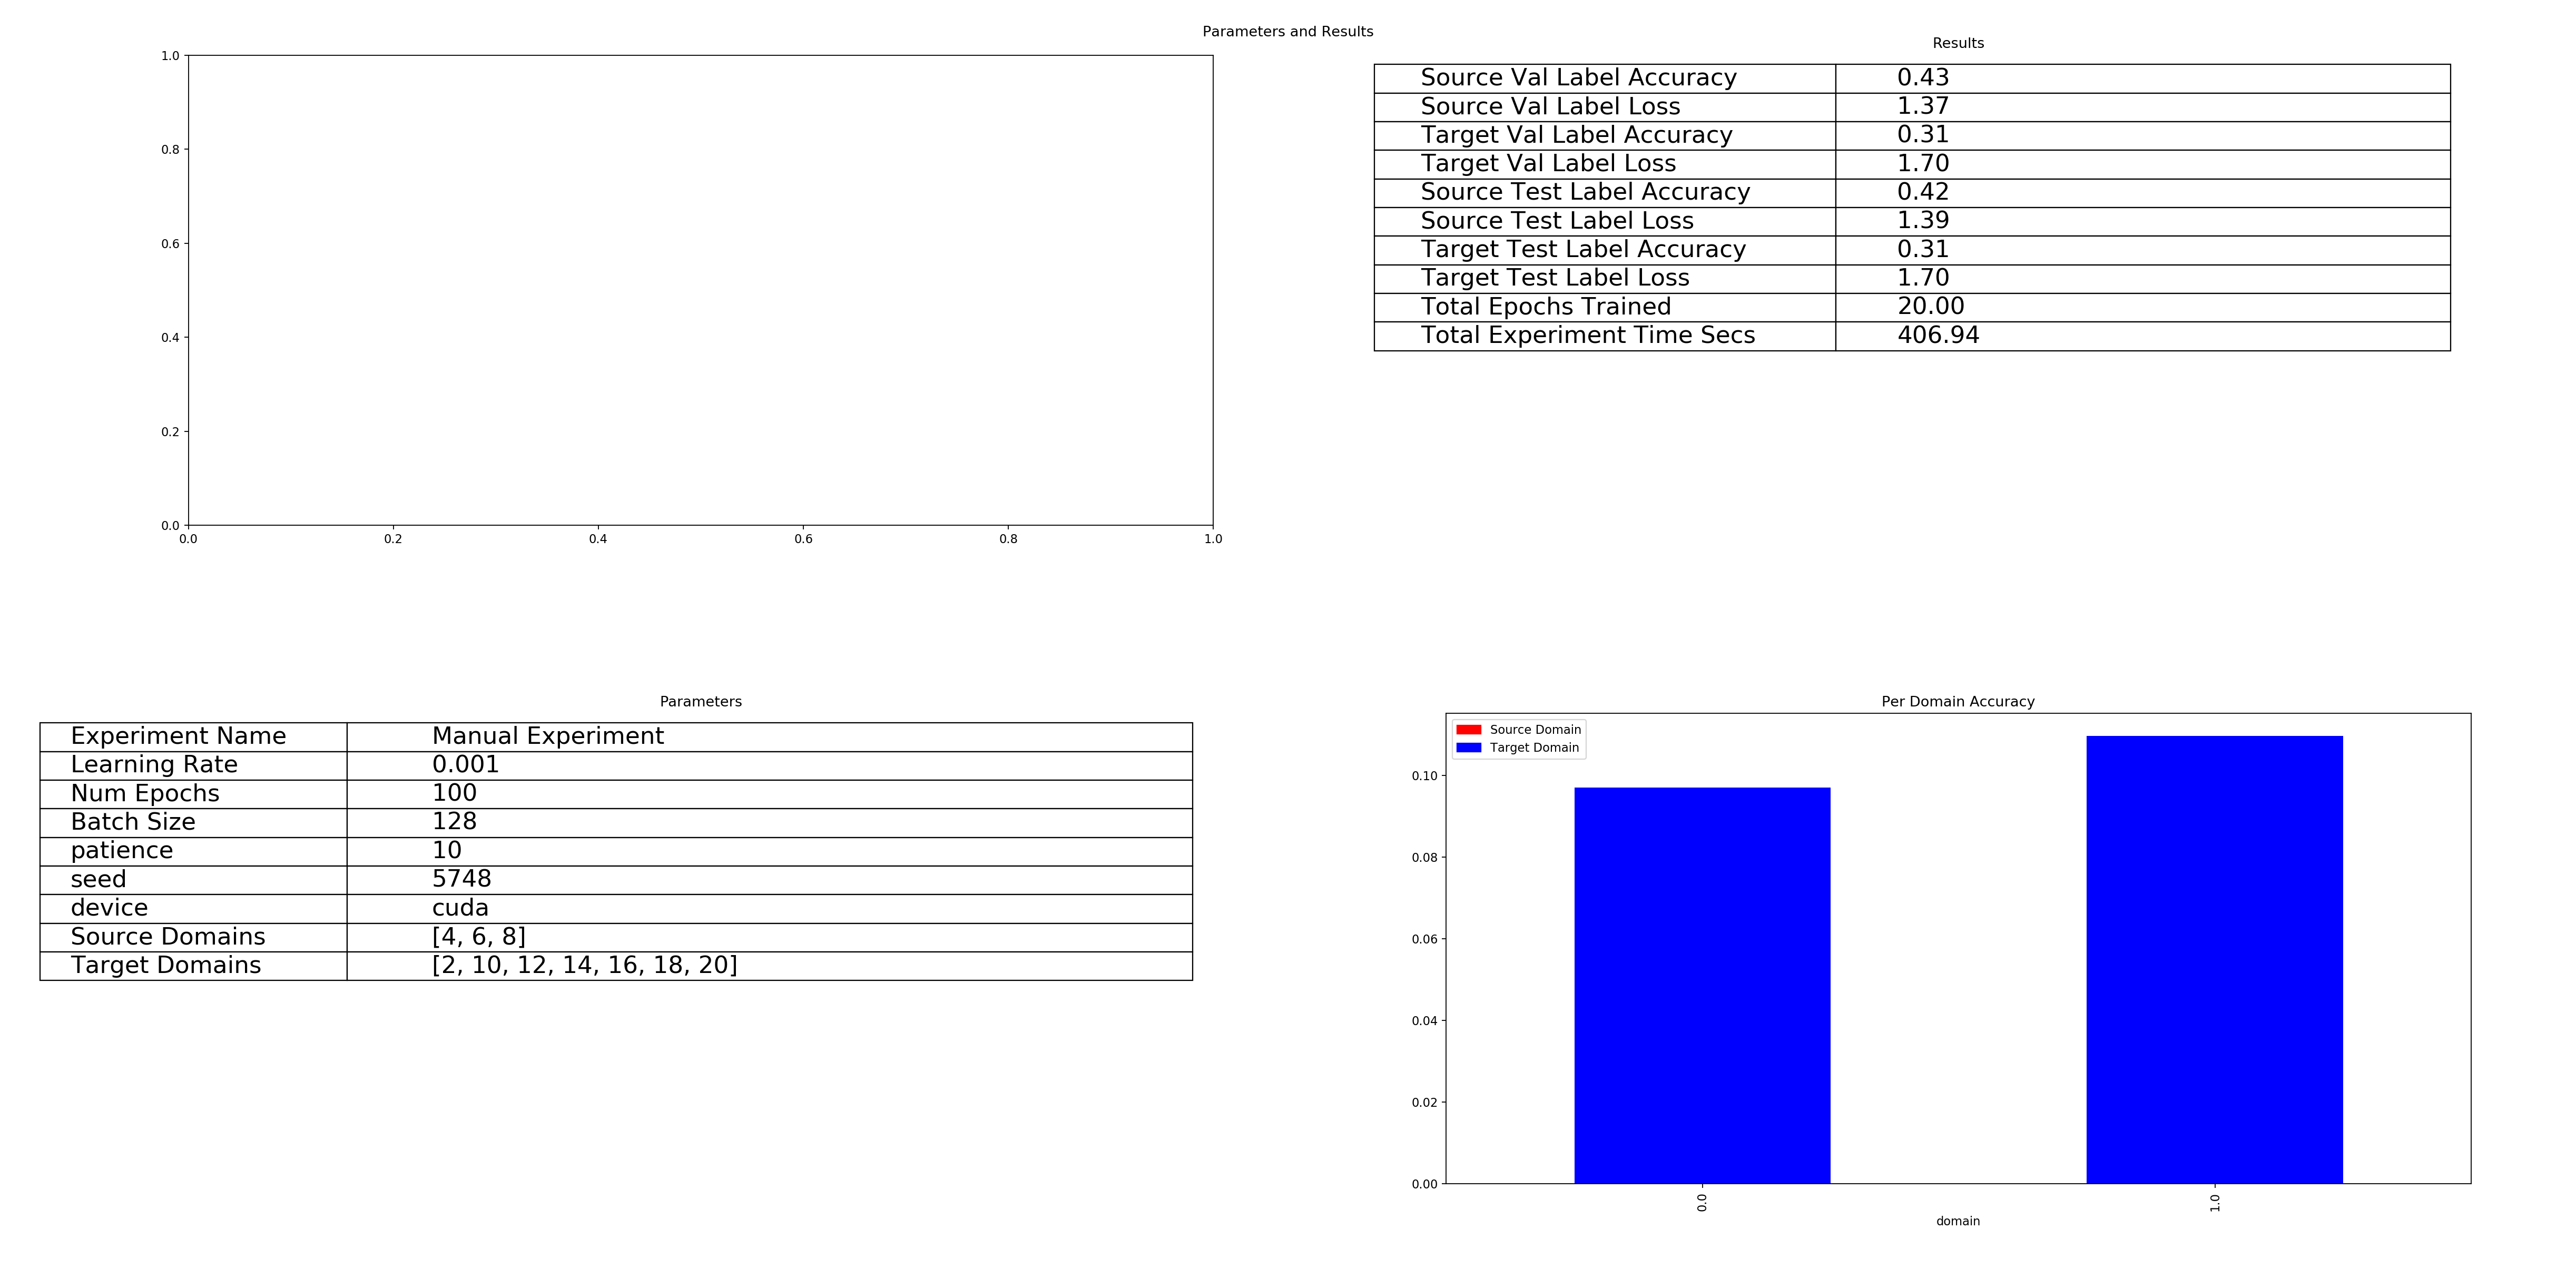 Parameters and Results
1.0
0.8
0.6
0.4
0.2
0.0
0.0 0.2 0.4 0.6 0.8 1.0
Results
Source Val Label Accuracy 0.43
Source Val Label Loss 1.37
Target Val Label Accuracy 0.31
Target Val Label Loss 1.70
Source Test Label Accuracy 0.42
Source Test Label Loss 1.39
Target Test Label Accuracy 0.31
Target Test Label Loss 1.70
Total Epochs Trained 20.00
Total Experiment Time Secs 406.94
Parameters
Experiment Name Manual Experiment
Learning Rate 0.001
Num Epochs 100
Batch Size 128
patience 10
seed 5748
device cuda
Source Domains [4, 6, 8]
Target Domains [2, 10, 12, 14, 16, 18, 20]
Per Domain Accuracy
Source Domain
Target Domain
0.10
0.08
0.06
0.04
0.02
0.00
0.0 1.0
domain